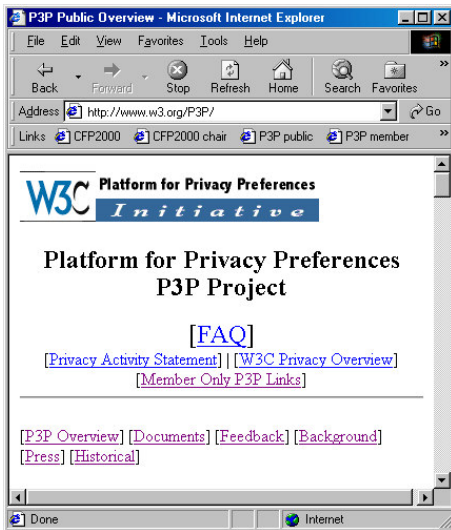 P3P Public Overview - Microsoft Internet Explorer
File Edit View Favorites Tools Help
Back Forward Stop Refresh Home Search Favorites »
Address http://www.w3.org/P3P/ Go
Links CFP2000 CFP2000 chair P3P public P3P member »
W3C Platform for Privacy Preferences
Initiative
Platform for Privacy Preferences
P3P Project
[FAQ]
[Privacy Activity Statement] | [W3C Privacy Overview]
[Member Only P3P Links]
[P3P Overview] [Documents] [Feedback] [Background]
[Press] [Historical]
Done Internet